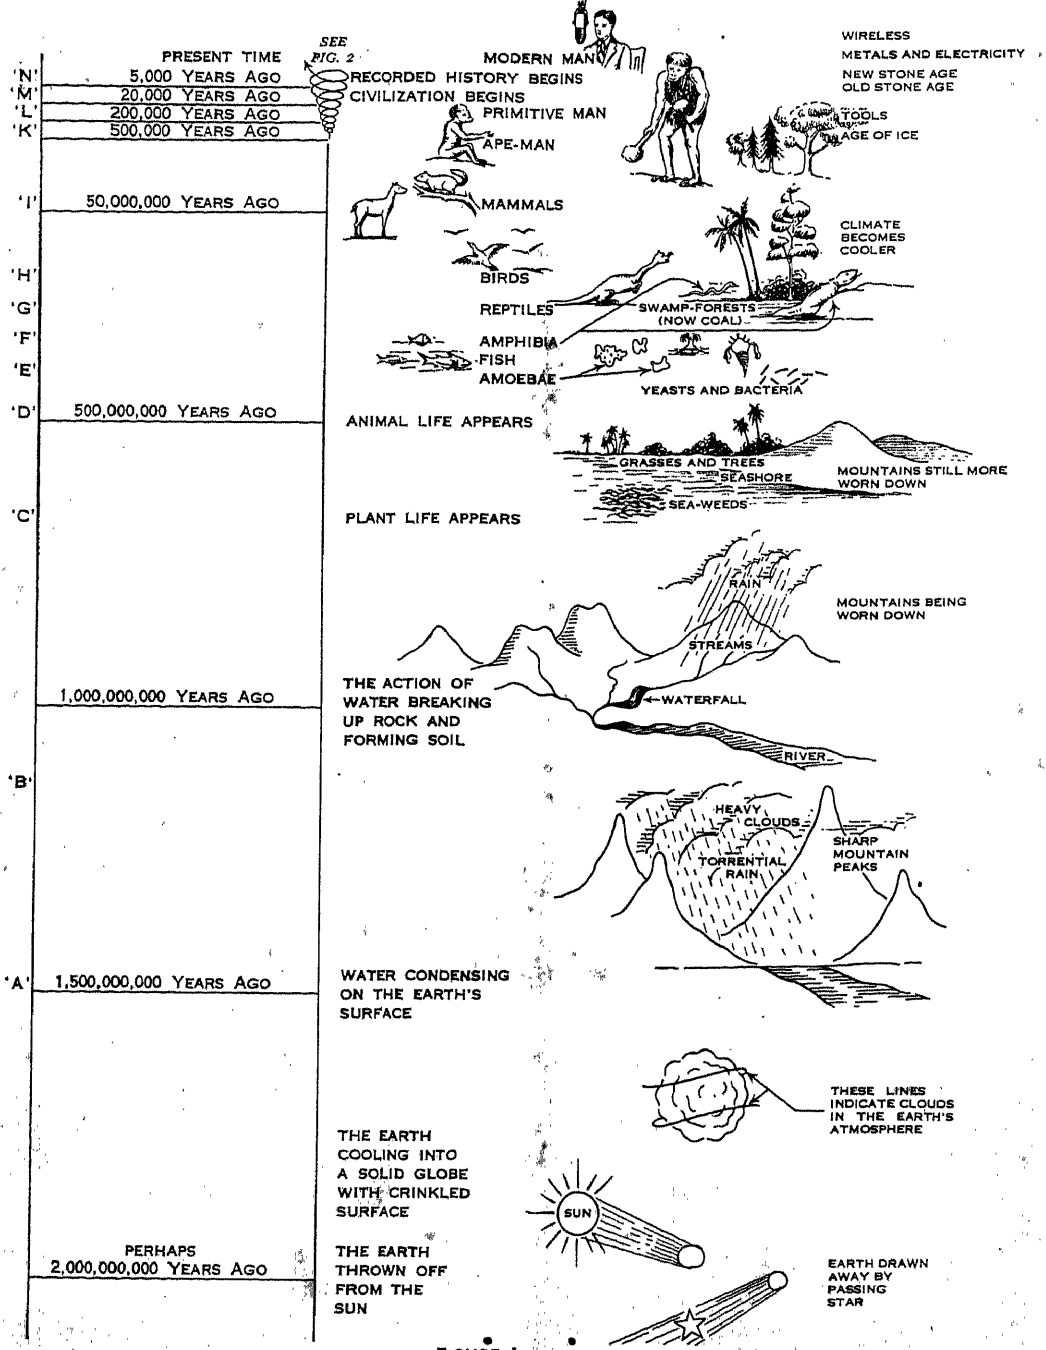 SEE
FIG. 2
WIRELESS
PRESENT TIME
MODERN MAN
METALS AND ELECTRICITY
'N'
5,000 YEARS AGO
RECORDED HISTORY BEGINS
NEW STONE AGE
OLD STONE AGE
'M'
20,000 YEARS AGO
CIVILIZATION BEGINS
'L'
200,000 YEARS AGO
PRIMITIVE MAN
TOOLS
'K'
500,000 YEARS AGO
APE-MAN
AGE OF ICE
'I'
50,000,000 YEARS AGO
MAMMALS
CLIMATE
BECOMES
COOLER
'H'
BIRDS
'G'
REPTILES
SWAMP-FORESTS
(NOW COAL)
'F'
AMPHIBIA
FISH
'E'
AMOEBAE
YEASTS AND BACTERIA
'D'
500,000,000 YEARS AGO
ANIMAL LIFE APPEARS
GRASSES AND TREES
SEASHORE
MOUNTAINS STILL MORE
WORN DOWN
SEA-WEEDS
'C'
PLANT LIFE APPEARS
RAIN
MOUNTAINS BEING
WORN DOWN
STREAMS
1,000,000,000 YEARS AGO
THE ACTION OF
WATER BREAKING
UP ROCK AND
FORMING SOIL
WATERFALL
RIVER
'B'
HEAVY
CLOUDS
TORRENTIAL
RAIN
SHARP
MOUNTAIN
PEAKS
'A'
1,500,000,000 YEARS AGO
WATER CONDENSING
ON THE EARTH'S
SURFACE
THESE LINES
INDICATE CLOUDS
IN THE EARTH'S
ATMOSPHERE
THE EARTH
COOLING INTO
A SOLID GLOBE
WITH CRINKLED
SURFACE
SUN
PERHAPS
2,000,000,000 YEARS AGO
THE EARTH
THROWN OFF
FROM THE
SUN
EARTH DRAWN
AWAY BY
PASSING
STAR